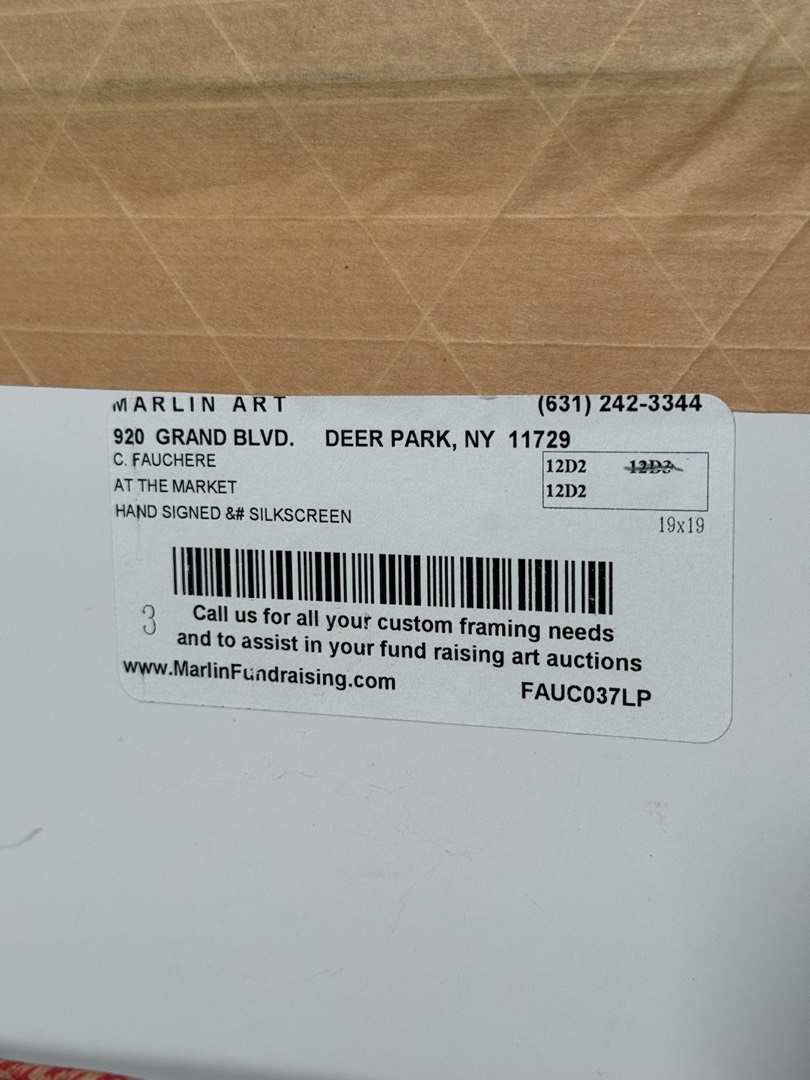 MARLIN ART (631) 242-3344
920 GRAND BLVD. DEER PARK, NY 11729
C. FAUCHERE
12D2 12D3
AT THE MARKET
12D2
HAND SIGNED &# SILKSCREEN
19x19
3
Call us for all your custom framing needs
and to assist in your fund raising art auctions
www.MarlinFundraising.com
FAUC037LP